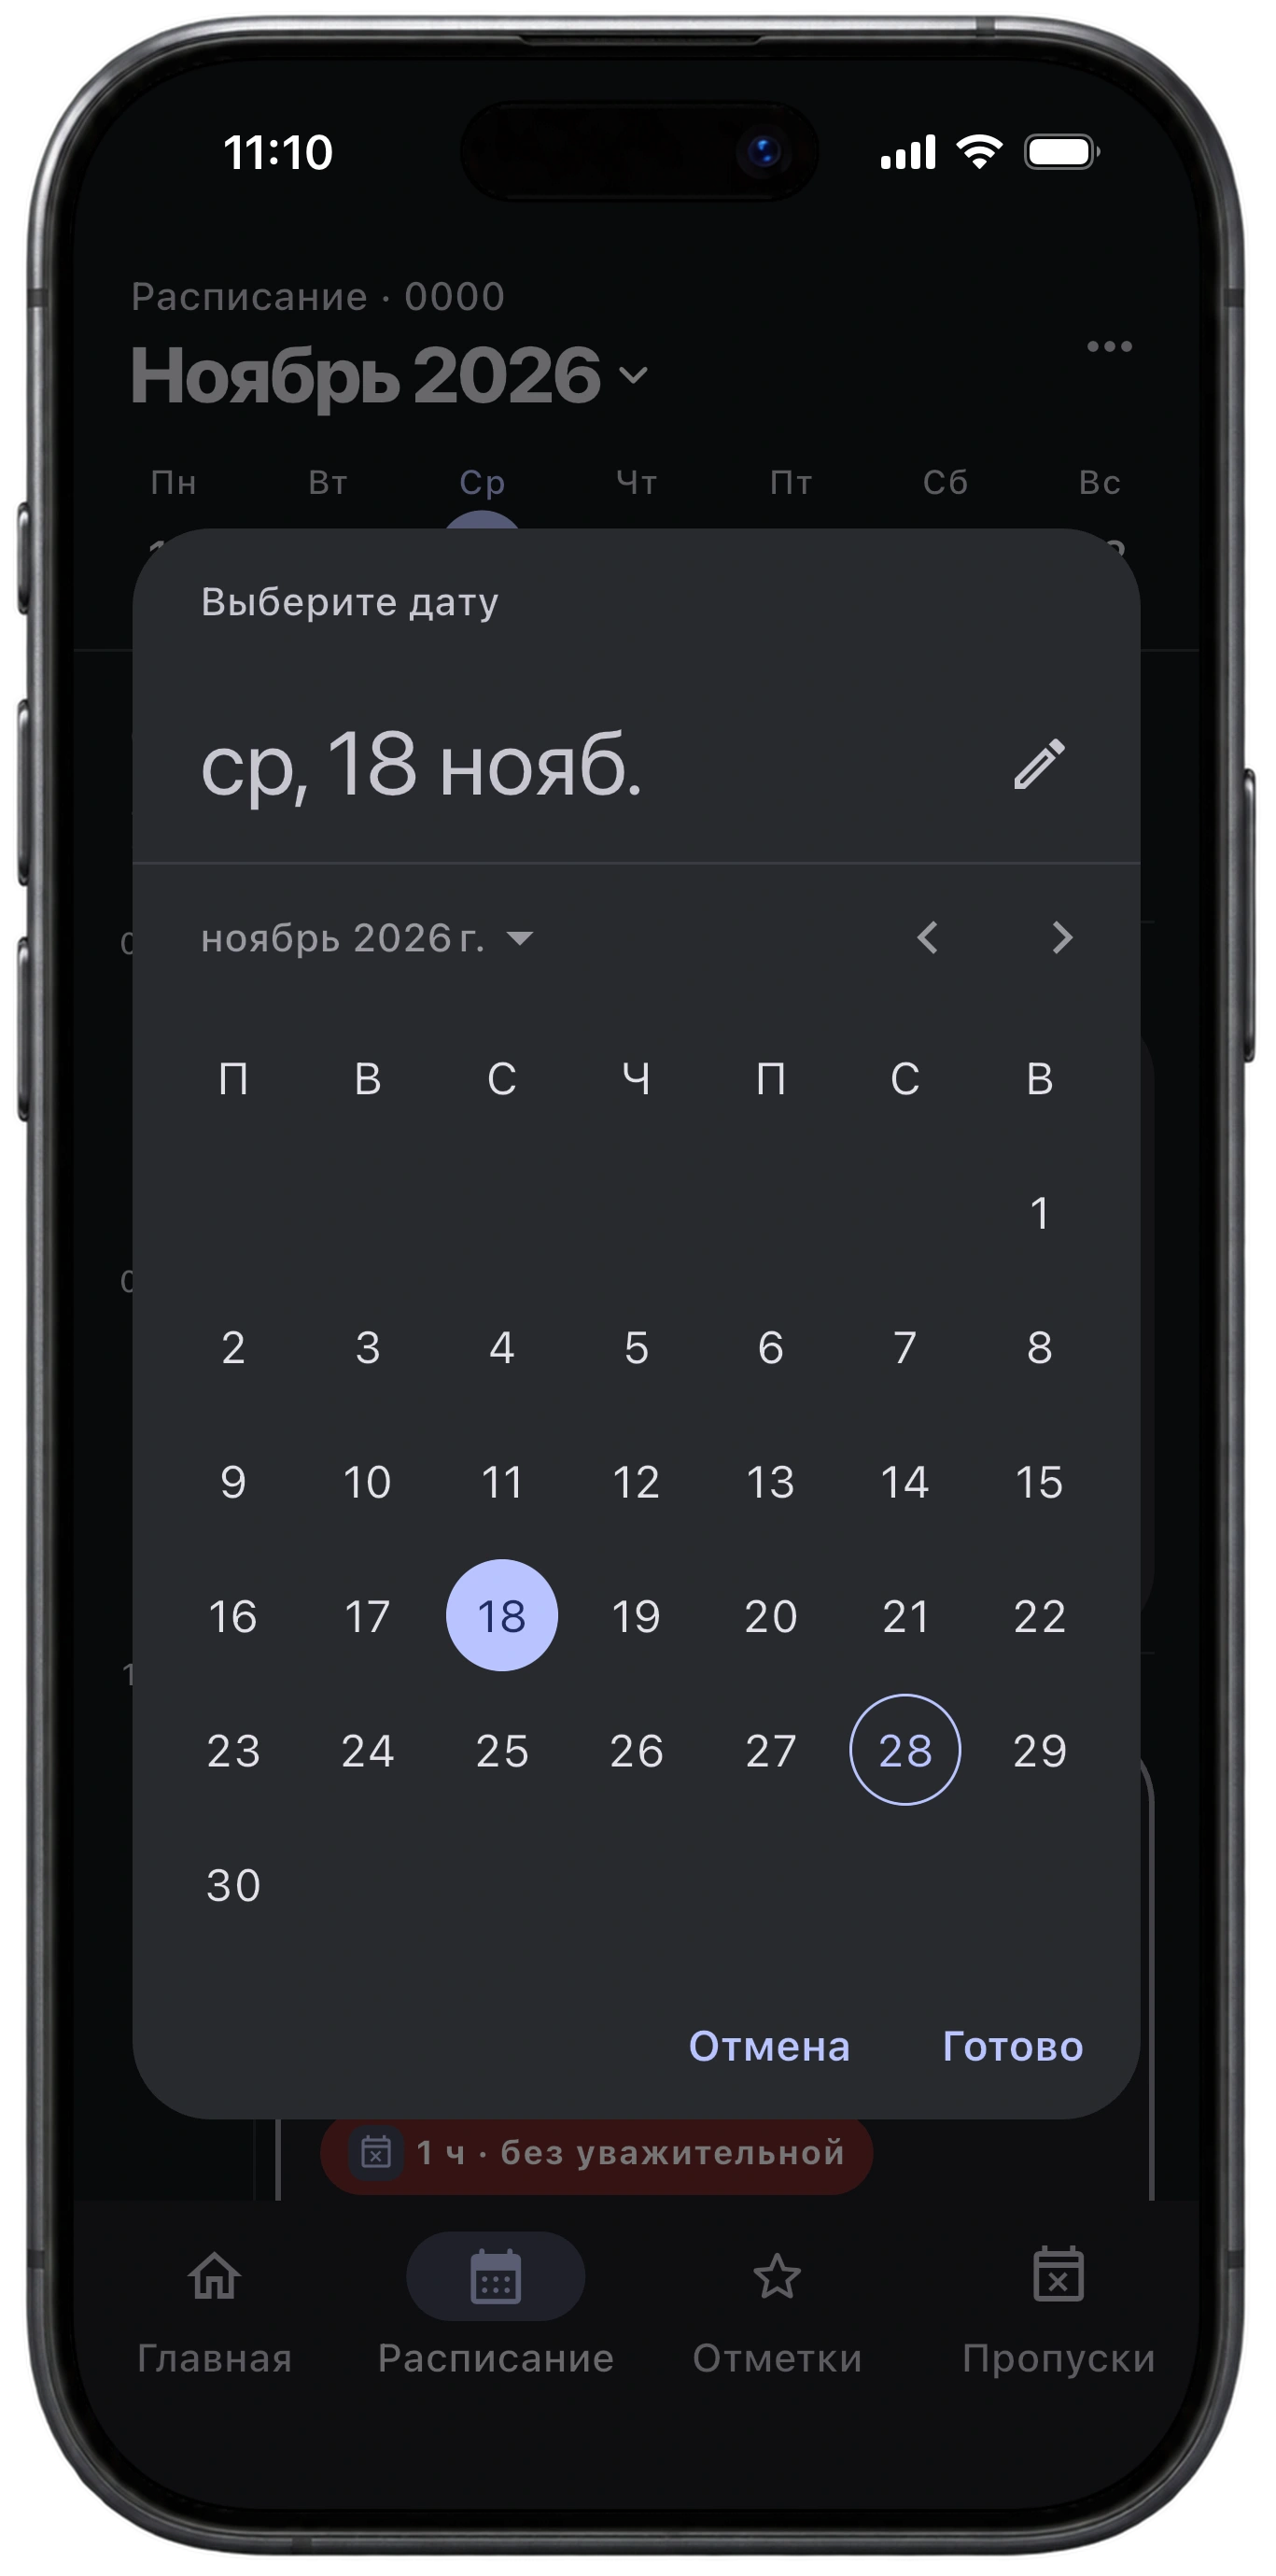 11:10
Расписание · 0000
Ноябрь 2026
Пн Вт Ср Чт Пт Сб Вс
Выберите дату
ср, 18 нояб.
ноябрь 2026 г.
П В С Ч П С В
1
2 3 4 5 6 7 8
9 10 11 12 13 14 15
16 17 18 19 20 21 22
23 24 25 26 27 28 29
30
Отмена Готово
1 ч · без уважительной
Главная Расписание Отметки Пропуски